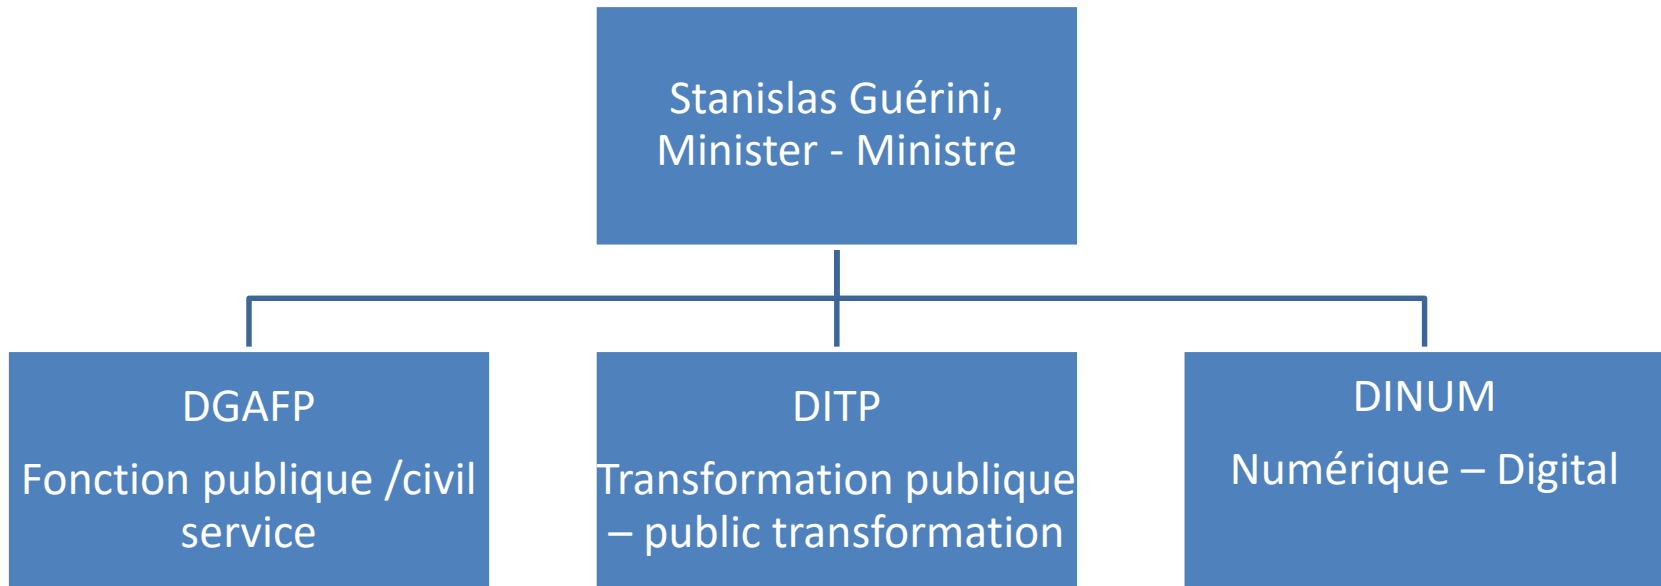 Stanislas Guérini,
Minister - Ministre
DGAFP
Fonction publique /civil
service
DITP
Transformation publique
– public transformation
DINUM
Numérique – Digital